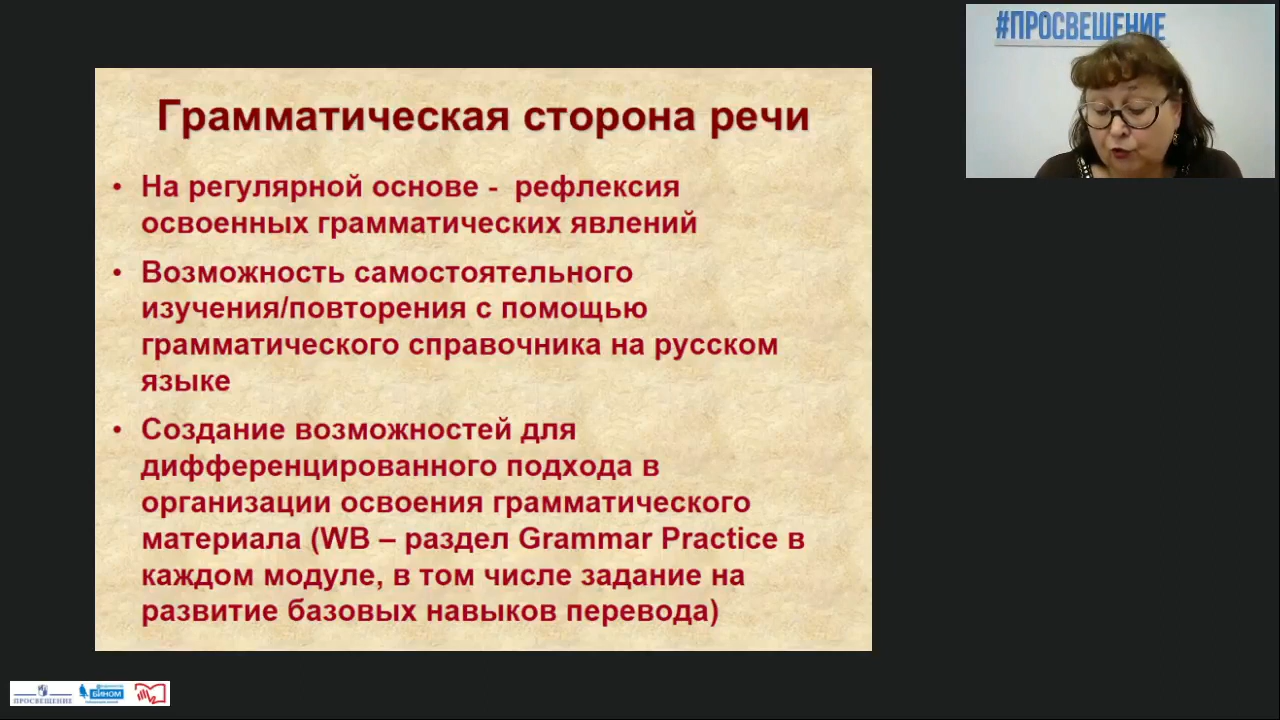 #ПРОСВЕЩЕНИЕ
Грамматическая сторона речи
• На регулярной основе - рефлексия
освоенных грамматических явлений
• Возможность самостоятельного
изучения/повторения с помощью
грамматического справочника на русском
языке
• Создание возможностей для
дифференцированного подхода в
организации освоения грамматического
материала (WB – раздел Grammar Practice в
каждом модуле, в том числе задание на
развитие базовых навыков перевода)
ПРОСВЕЩЕНИЕ
БИНОМ